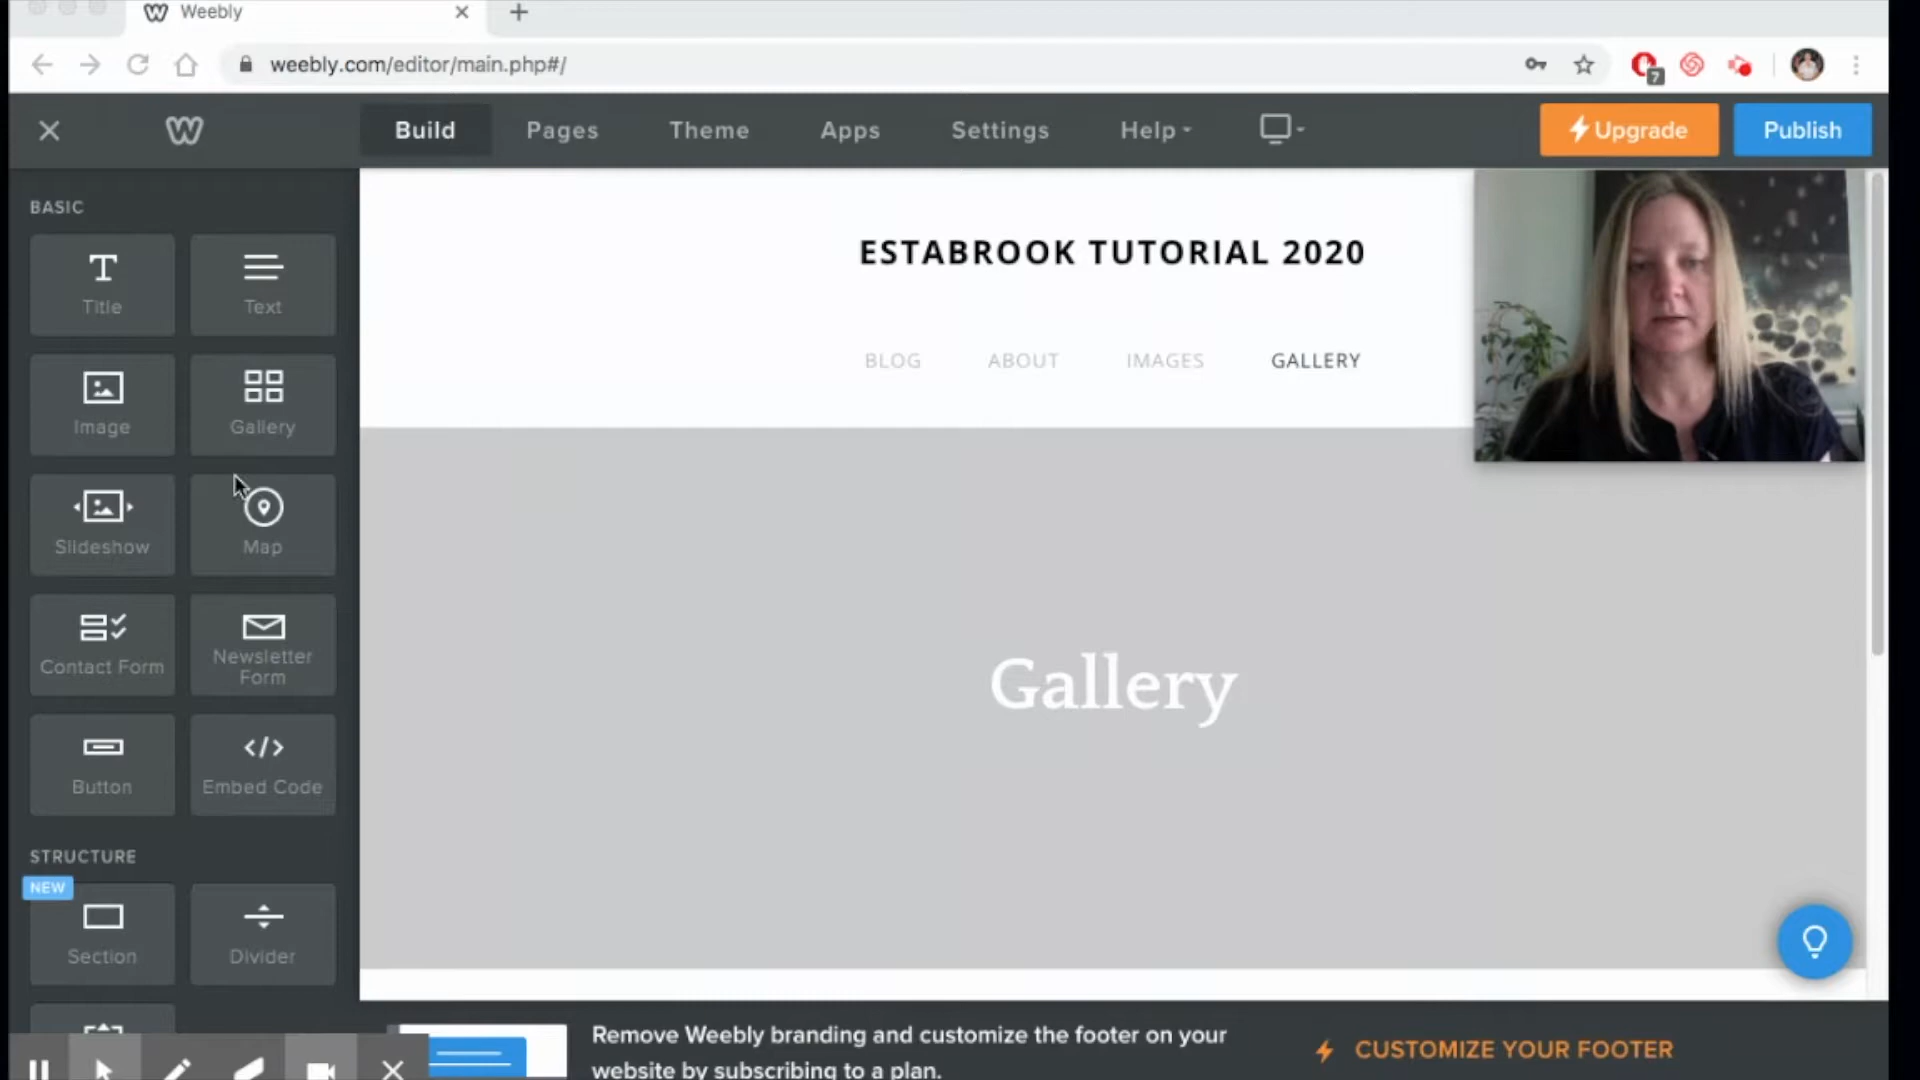 Weebly
weebly.com/editor/main.php#/
7
Build
Pages
Theme
Apps
Settings
Help
Upgrade
Publish
BASIC
Title
Text
Image
Gallery
Slideshow
Map
Contact Form
Newsletter
Form
Button
Embed Code
STRUCTURE
NEW
Section
Divider
ESTABROOK TUTORIAL 2020
BLOG
ABOUT
IMAGES
GALLERY
Gallery
Remove Weebly branding and customize the footer on your
website by subscribing to a plan.
CUSTOMIZE YOUR FOOTER